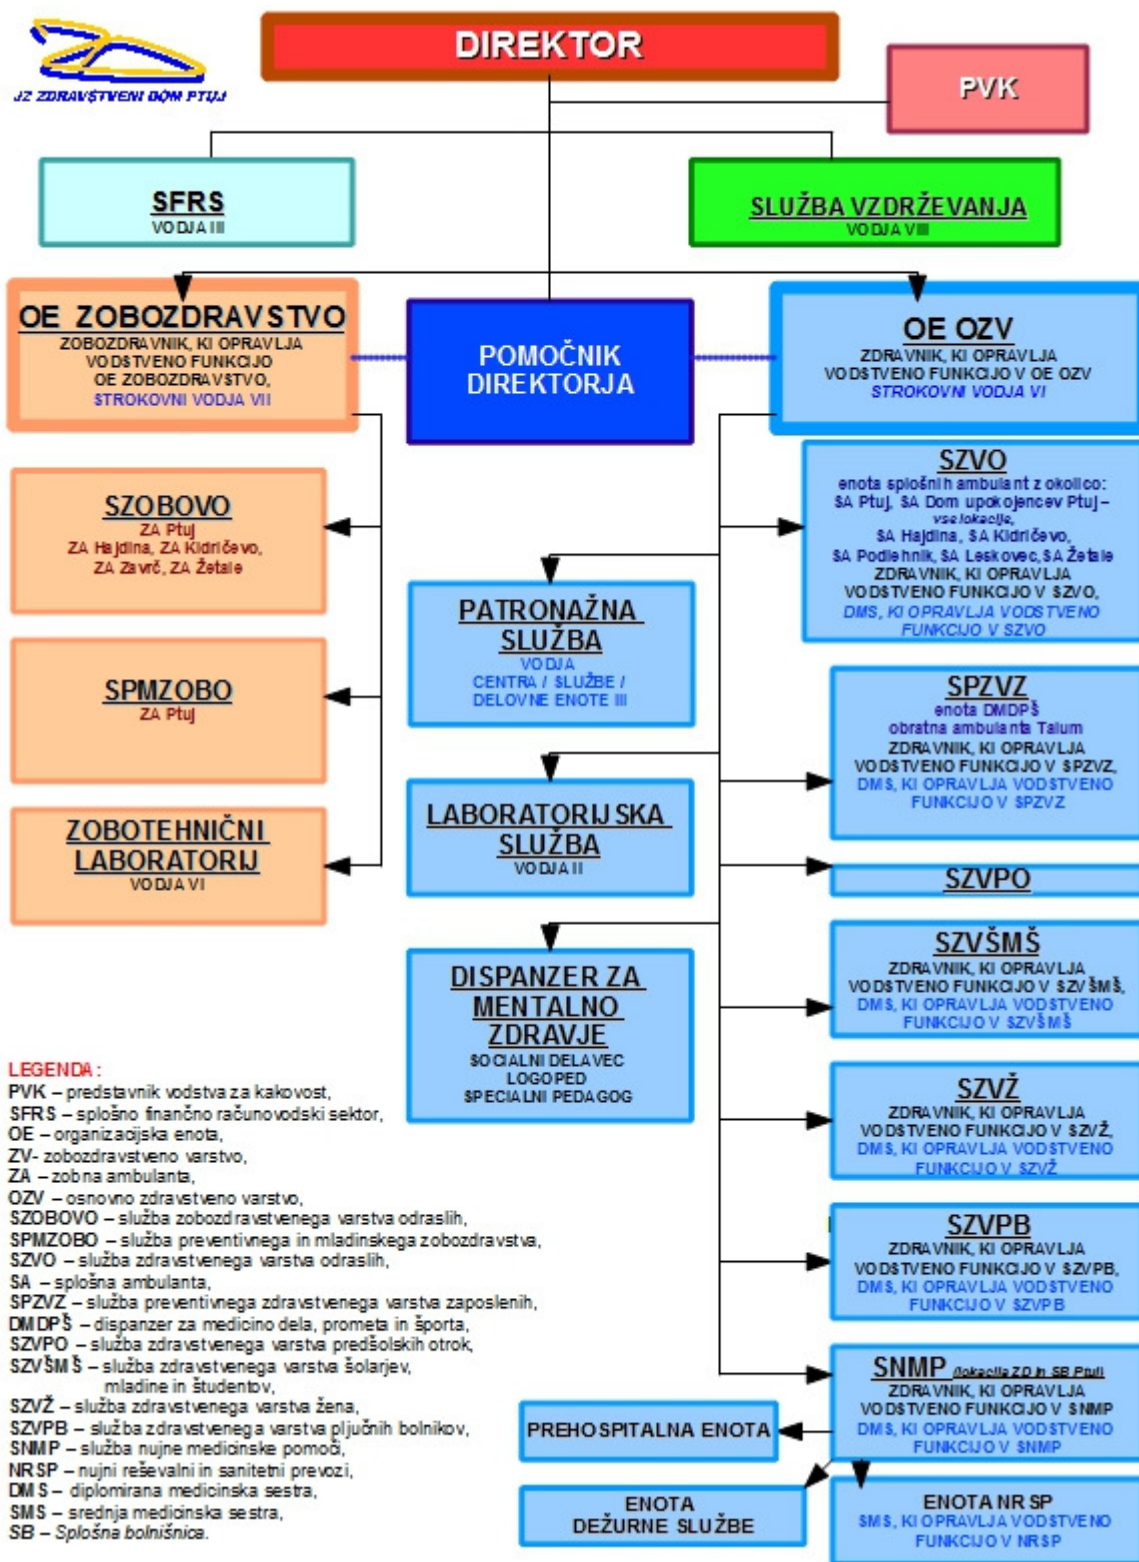 DIREKTOR
JZ ZDRAVSTVENI DOM PTUJ
PVK
SFRS
VODJA III
SLUŽBA VZDRŽEVANJA
VODJA VIII
OE ZOBOZDRAVSTVO
ZOBOZDRAVNIK, KI OPRAVLJA
VODSTVENO FUNKCIJO
OE ZOBOZDRAVSTVO,
STROKOVNI VODJA VII
POMOČNIK
DIREKTORJA
OE OZV
ZDRAVNIK, KI OPRAVLJA
VODSTVENO FUNKCIJO V OE OZV
STROKOVNI VODJA VI
SZOBOVO
ZA Ptuj
ZA Hajdina, ZA Kidričevo,
ZA Zavrč, ZA Žetale
SPMZOBO
ZA Ptuj
ZOBOTEHNIČNI
LABORATORIJ
VODJA VI
PATRONAŽNA
SLUŽBA
VODJA
CENTRA / SLUŽBE /
DELOVNE ENOTE III
LABORATORIJSKA
SLUŽBA
VODJA II
DISPANZER ZA
MENTALNO
ZDRAVJE
SOCIALNI DELAVEC
LOGOPED
SPECIALNI PEDAGOG
SZVO
enota splošnih ambulant z okolico:
SA Ptuj, SA Dom upokojencev Ptuj –
vse lokacije,
SA Hajdina, SA Kidričevo,
SA Podlehnik, SA Leskovec, SA Žetale
ZDRAVNIK, KI OPRAVLJA
VODSTVENO FUNKCIJO V SZVO,
DMS, KI OPRAVLJA VODSTVENO
FUNKCIJO V SZVO
SPZVZ
enota DMDPŠ
obratna ambulanta Talum
ZDRAVNIK, KI OPRAVLJA
VODSTVENO FUNKCIJO V SPZVZ,
DMS, KI OPRAVLJA VODSTVENO
FUNKCIJO V SPZVZ
SZVPO
SZVŠMŠ
ZDRAVNIK, KI OPRAVLJA
VODSTVENO FUNKCIJO V SZVŠMŠ,
DMS, KI OPRAVLJA VODSTVENO
FUNKCIJO V SZVŠMŠ
SZVŽ
ZDRAVNIK, KI OPRAVLJA
VODSTVENO FUNKCIJO V SZVŽ,
DMS, KI OPRAVLJA VODSTVENO
FUNKCIJO V SZVŽ
SZVPB
ZDRAVNIK, KI OPRAVLJA
VODSTVENO FUNKCIJO V SZVPB,
DMS, KI OPRAVLJA VODSTVENO
FUNKCIJO V SZVPB
SNMP (lokacija ZD in SB Ptuj)
ZDRAVNIK, KI OPRAVLJA
VODSTVENO FUNKCIJO V SNMP
DMS, KI OPRAVLJA VODSTVENO
FUNKCIJO V SNMP
PREHOSPITALNA ENOTA
ENOTA
DEŽURNE SLUŽBE
ENOTA NRSP
SMS, KI OPRAVLJA VODSTVENO
FUNKCIJO V NRSP
LEGENDA:
PVK – predstavnik vodstva za kakovost,
SFRS – splošno finančno računovodski sektor,
OE – organizacijska enota,
ZV- zobozdravstveno varstvo,
ZA – zobna ambulanta,
OZV – osnovno zdravstveno varstvo,
SZOBOVO – služba zobozdravstvenega varstva odraslih,
SPMZOBO – služba preventivnega in mladinskega zobozdravstva,
SZVO – služba zdravstvenega varstva odraslih,
SA – splošna ambulanta,
SPZVZ – služba preventivnega zdravstvenega varstva zaposlenih,
DMDPŠ – dispanzer za medicino dela, prometa in športa,
SZVPO – služba zdravstvenega varstva predšolskih otrok,
SZVŠMŠ – služba zdravstvenega varstva šolarjev,
mladine in študentov,
SZVŽ – služba zdravstvenega varstva žena,
SZVPB – služba zdravstvenega varstva pljučnih bolnikov,
SNMP – služba nujne medicinske pomoči,
NRSP – nujni reševalni in sanitetni prevozi,
DMS – diplomirana medicinska sestra,
SMS – srednja medicinska sestra,
SB – Splošna bolnišnica.